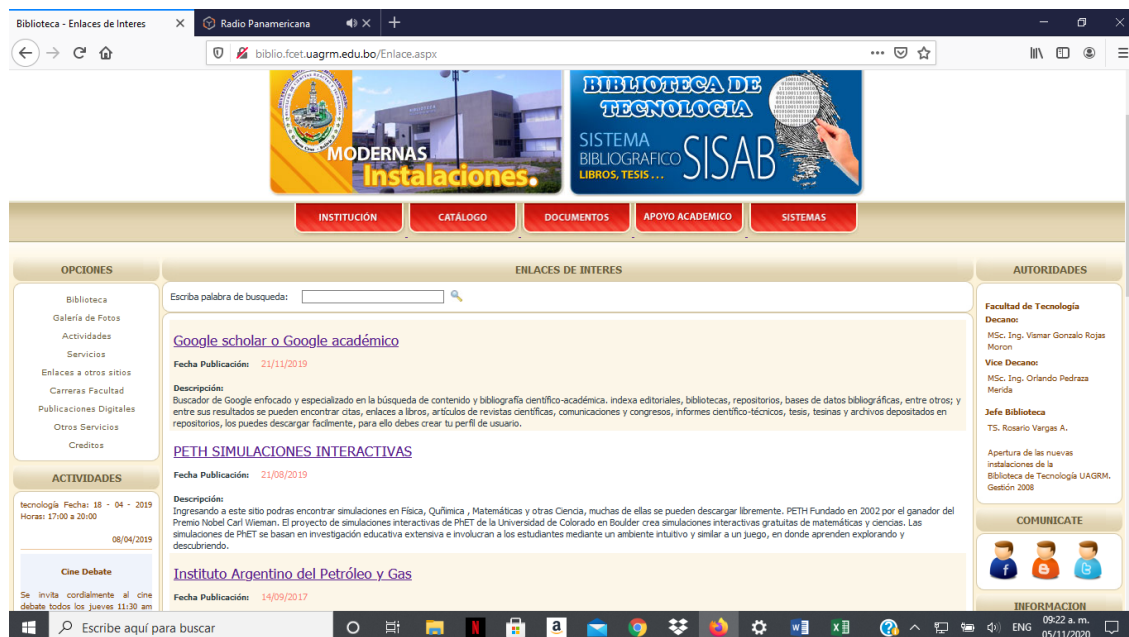 Biblioteca - Enlaces de Interes
Radio Panamericana
biblio.fcet.uagrm.edu.bo/Enlace.aspx
MODERNAS
Instalaciones.
BIBLIOTECA DE
TECNOLOGIA
SISTEMA
BIBLIOGRAFICO SISAB
LIBROS, TESIS...
INSTITUCIÓN CATÁLOGO DOCUMENTOS APOYO ACADEMICO SISTEMAS
OPCIONES
Biblioteca
Galería de Fotos
Actividades
Servicios
Enlaces a otros sitios
Carreras Facultad
Publicaciones Digitales
Otros Servicios
Creditos
ACTIVIDADES
tecnología Fecha: 18 - 04 - 2019
Horas: 17:00 a 20:00
08/04/2019
Cine Debate
Se invita cordialmente al cine
debate todos los jueves 11:30 am
ENLACES DE INTERES
Escriba palabra de busqueda:
Google scholar o Google académico
Fecha Publicación: 21/11/2019
Descripción:
Buscador de Google enfocado y especializado en la búsqueda de contenido y bibliografía científico-académica. indexa editoriales, bibliotecas, repositorios, bases de datos bibliográficas, entre otros; y
entre sus resultados se pueden encontrar citas, enlaces a libros, artículos de revistas científicas, comunicaciones y congresos, informes científico-técnicos, tesis, tesinas y archivos depositados en
repositorios, los puedes descargar facilmente, para ello debes crear tu perfil de usuario.
PETH SIMULACIONES INTERACTIVAS
Fecha Publicación: 21/08/2019
Descripción:
Ingresando a este sitio podras encontrar simulaciones en Física, Quñimica , Matemáticas y otras Ciencia, muchas de ellas se pueden descargar libremente. PETH Fundado en 2002 por el ganador del
Premio Nobel Carl Wieman. El proyecto de simulaciones interactivas de PhET de la Universidad de Colorado en Boulder crea simulaciones interactivas gratuitas de matemáticas y ciencias. Las
simulaciones de PhET se basan en investigación educativa extensiva e involucran a los estudiantes mediante un ambiente intuitivo y similar a un juego, en donde aprenden explorando y
descubriendo.
Instituto Argentino del Petróleo y Gas
Fecha Publicación: 14/09/2017
AUTORIDADES
Facultad de Tecnología
Decano:
MSc. Ing. Vismar Gonzalo Rojas
Moron
Vice Decano:
MSc. Ing. Orlando Pedraza
Merida
Jefe Biblioteca
TS. Rosario Vargas A.
Apertura de las nuevas
instalaciones de la
Biblioteca de Tecnología UAGRM.
Gestión 2008
COMUNICATE
INFORMACION
Escribe aquí para buscar
ENG
09:22 a. m.
05/11/2020